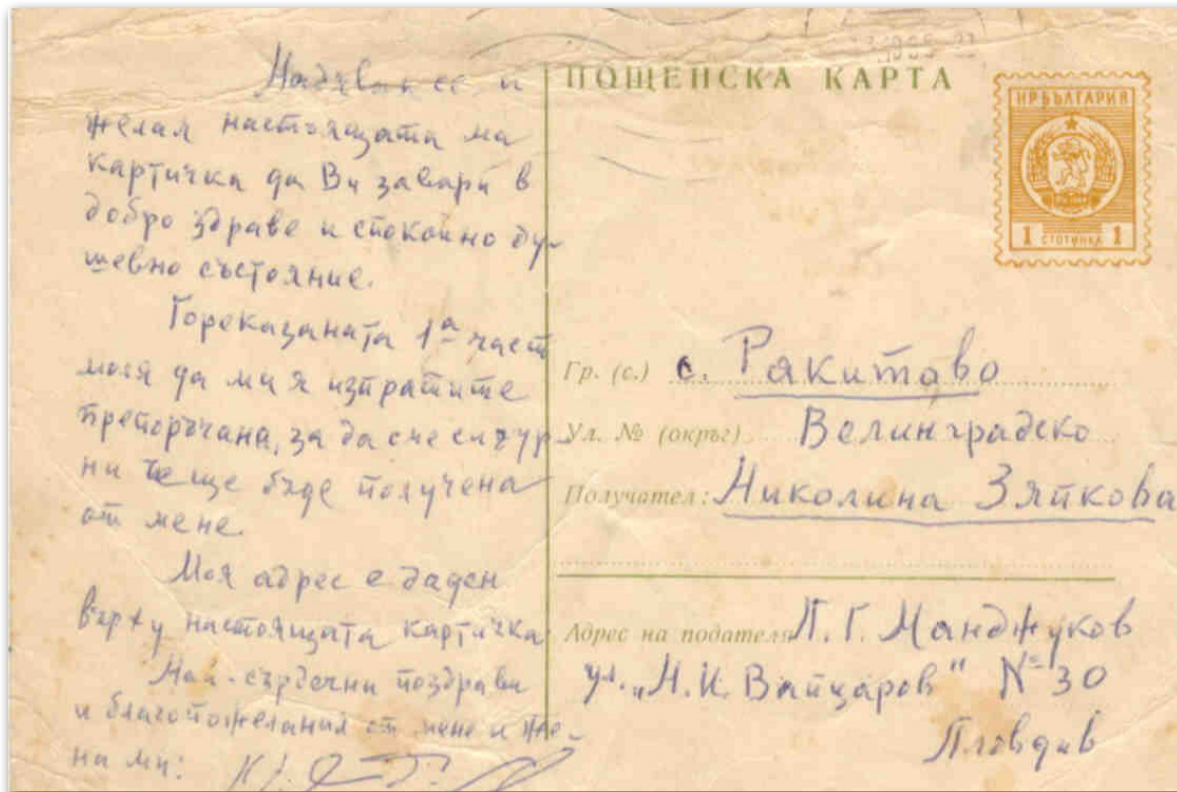 Надявам се и
желая настоящата ми
картичка да Ви завари в
добро здраве и спокойно ду-
шевно състояние.
Гореказаната 1ª част
моля да ми я изпратите
препоръчана, за да сме сигур-
ни че ще бъде получена
от мене.
Моя адрес е даден
върху настоящата картичка
Най-сърдечни поздрави
и благопожелания от мене и же-
на ми:
ПОЩЕНСКА КАРТА
НР БЪЛГАРИЯ
1 СТОТИНКА 1
Гр. (с.) с. Ракитово
Ул. № (окръг) Велинградско
Получател: Николина Зяпкова
Адрес на подателя П. Г. Манджуков
ул. „Н. И. Вапцаров" № 30
Пловдив